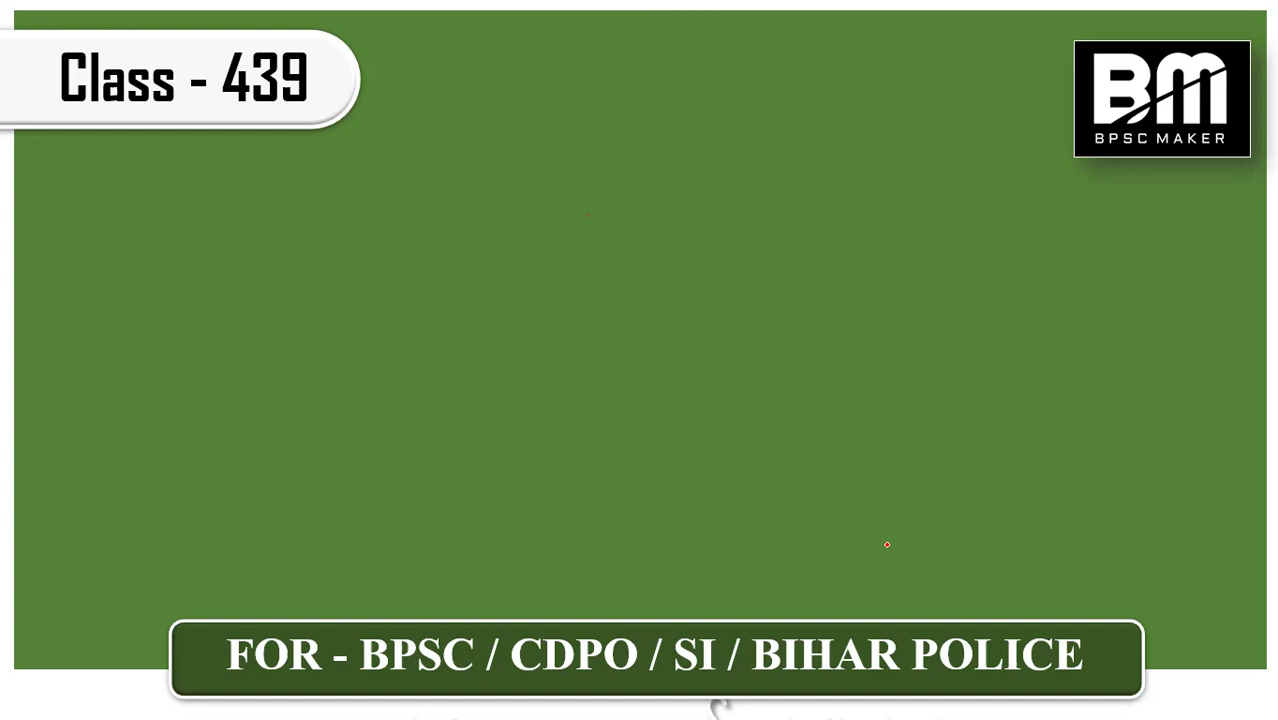 Class - 439
BM
BPSC MAKER
FOR - BPSC / CDPO / SI / BIHAR POLICE